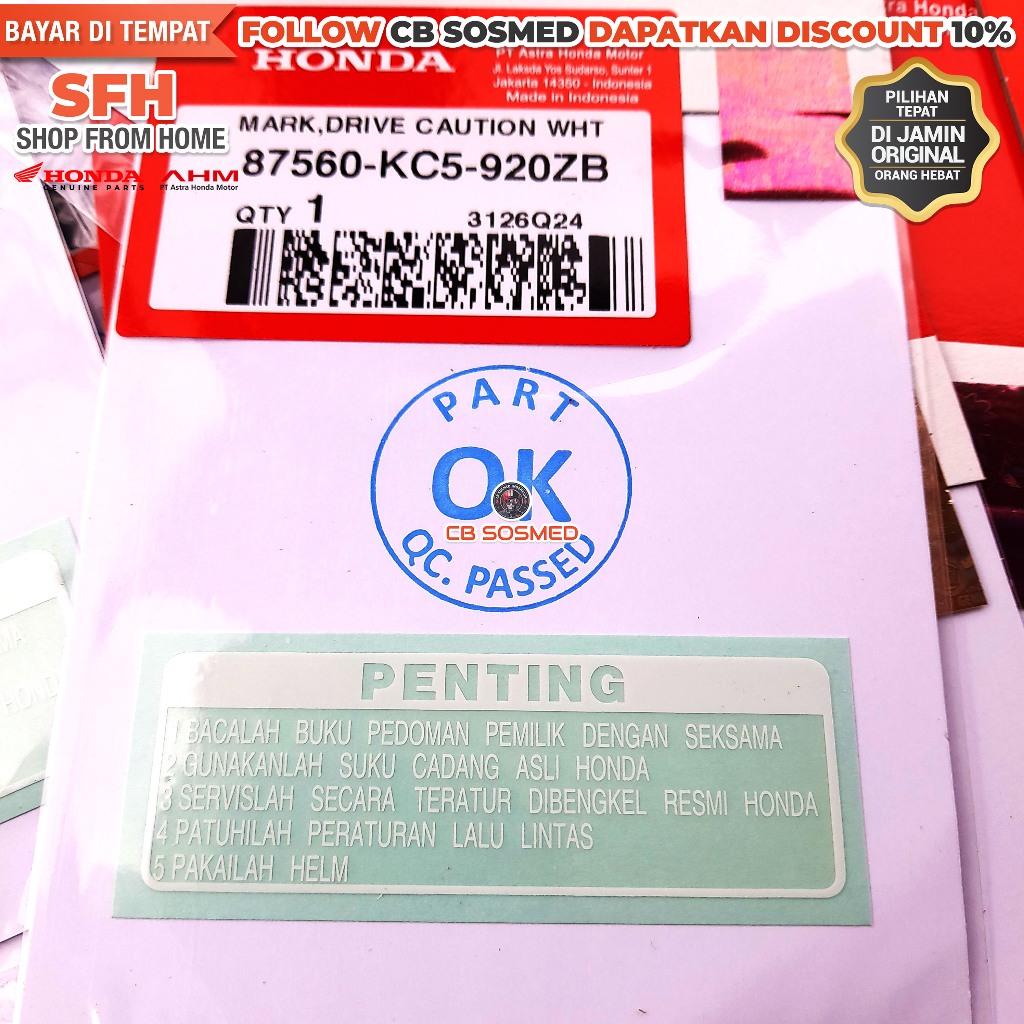 BAYAR DI TEMPAT
FOLLOW CB SOSMED DAPATKAN DISCOUNT 10%
SFH
SHOP FROM HOME
HONDA
GENUINE PARTS
AHM
PT Astra Honda Motor
PILIHAN
TEPAT
DI JAMIN
ORIGINAL
ORANG HEBAT
HONDA
PT Astra Honda Motor
Jl. Laksda Yos Sudarso, Sunter 1
Jakarta 14350 - Indonesia
Made in Indonesia
MARK,DRIVE CAUTION WHT
87560-KC5-920ZB
QTY 1
3126Q24
PART
OK
CB SOSMED
QC. PASSED
PENTING
1 BACALAH BUKU PEDOMAN PEMILIK DENGAN SEKSAMA
2 GUNAKANLAH SUKU CADANG ASLI HONDA
3 SERVISLAH SECARA TERATUR DIBENGKEL RESMI HONDA
4 PATUHILAH PERATURAN LALU LINTAS
5 PAKAILAH HELM